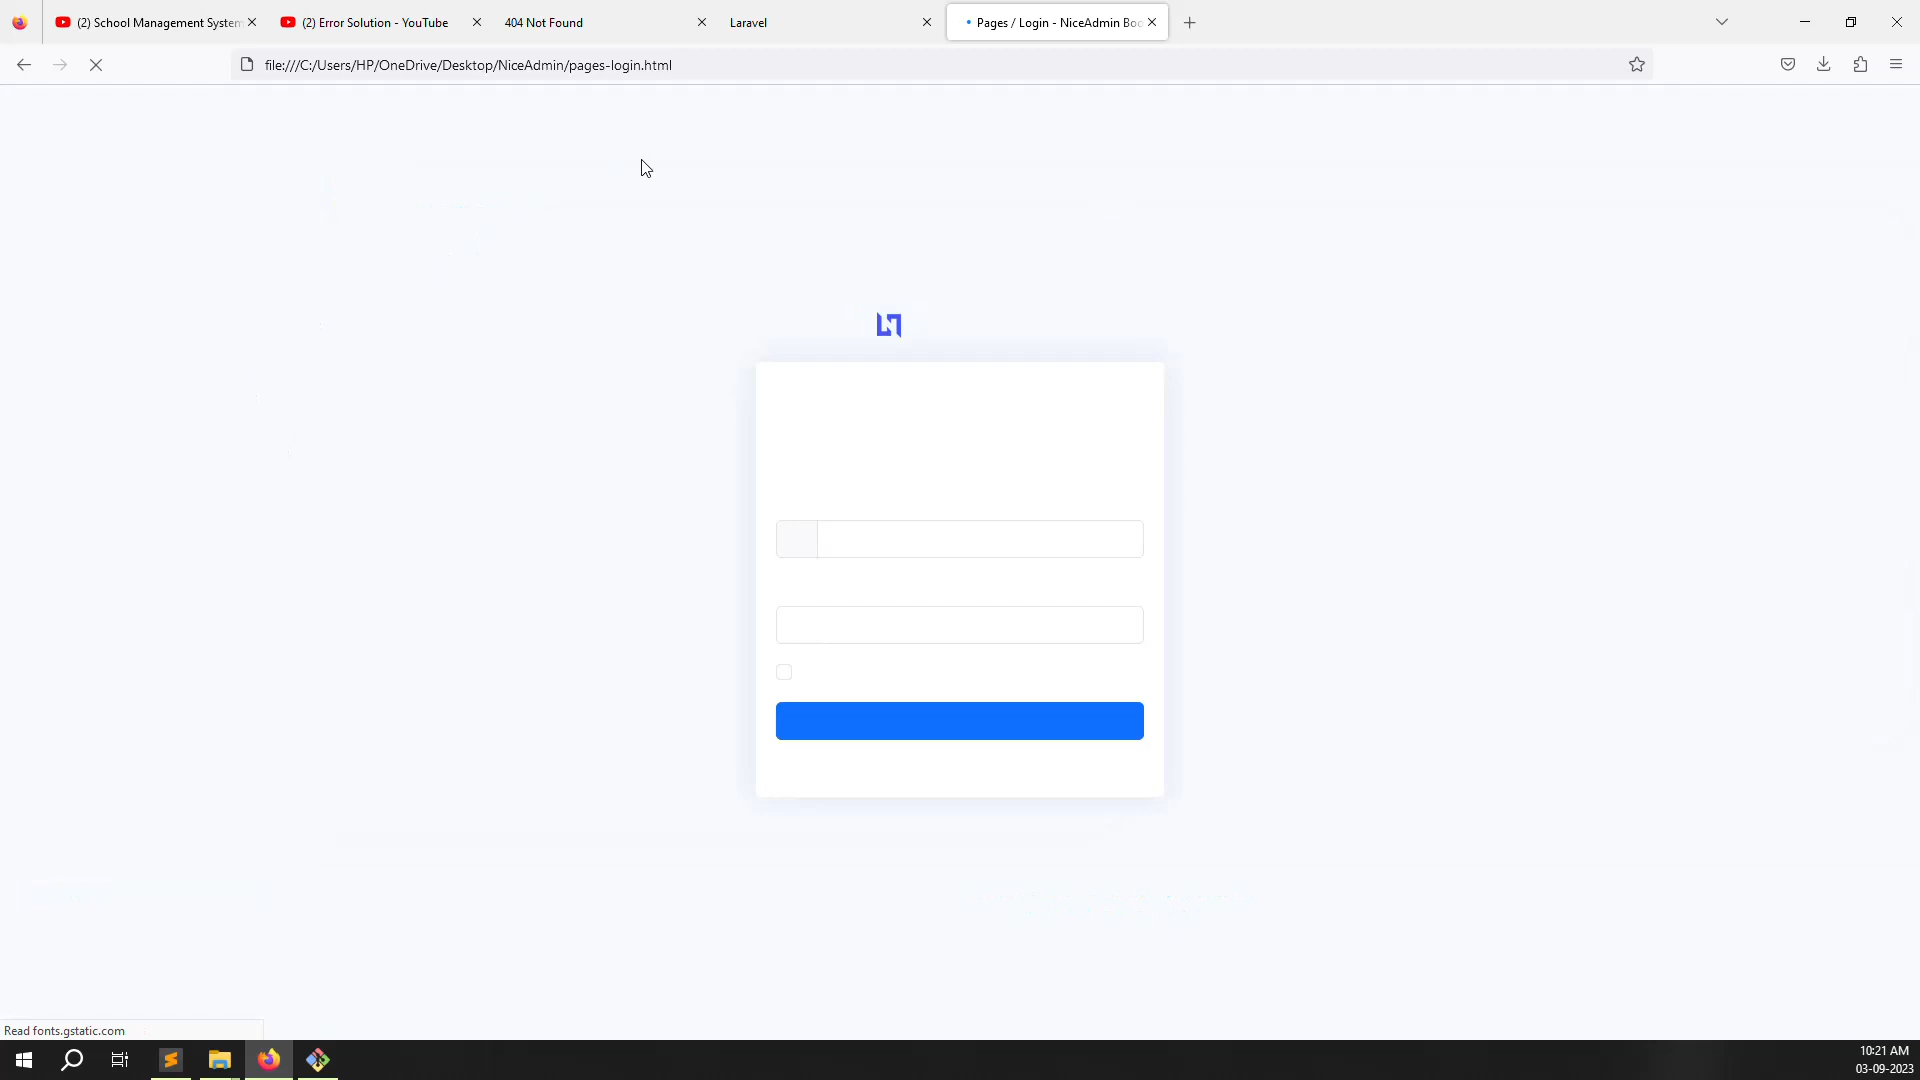 (2) School Management System
(2) Error Solution - YouTube
404 Not Found
Laravel
Pages / Login - NiceAdmin Boo
file:///C:/Users/HP/OneDrive/Desktop/NiceAdmin/pages-login.html
Read fonts.gstatic.com
10:21 AM
03-09-2023